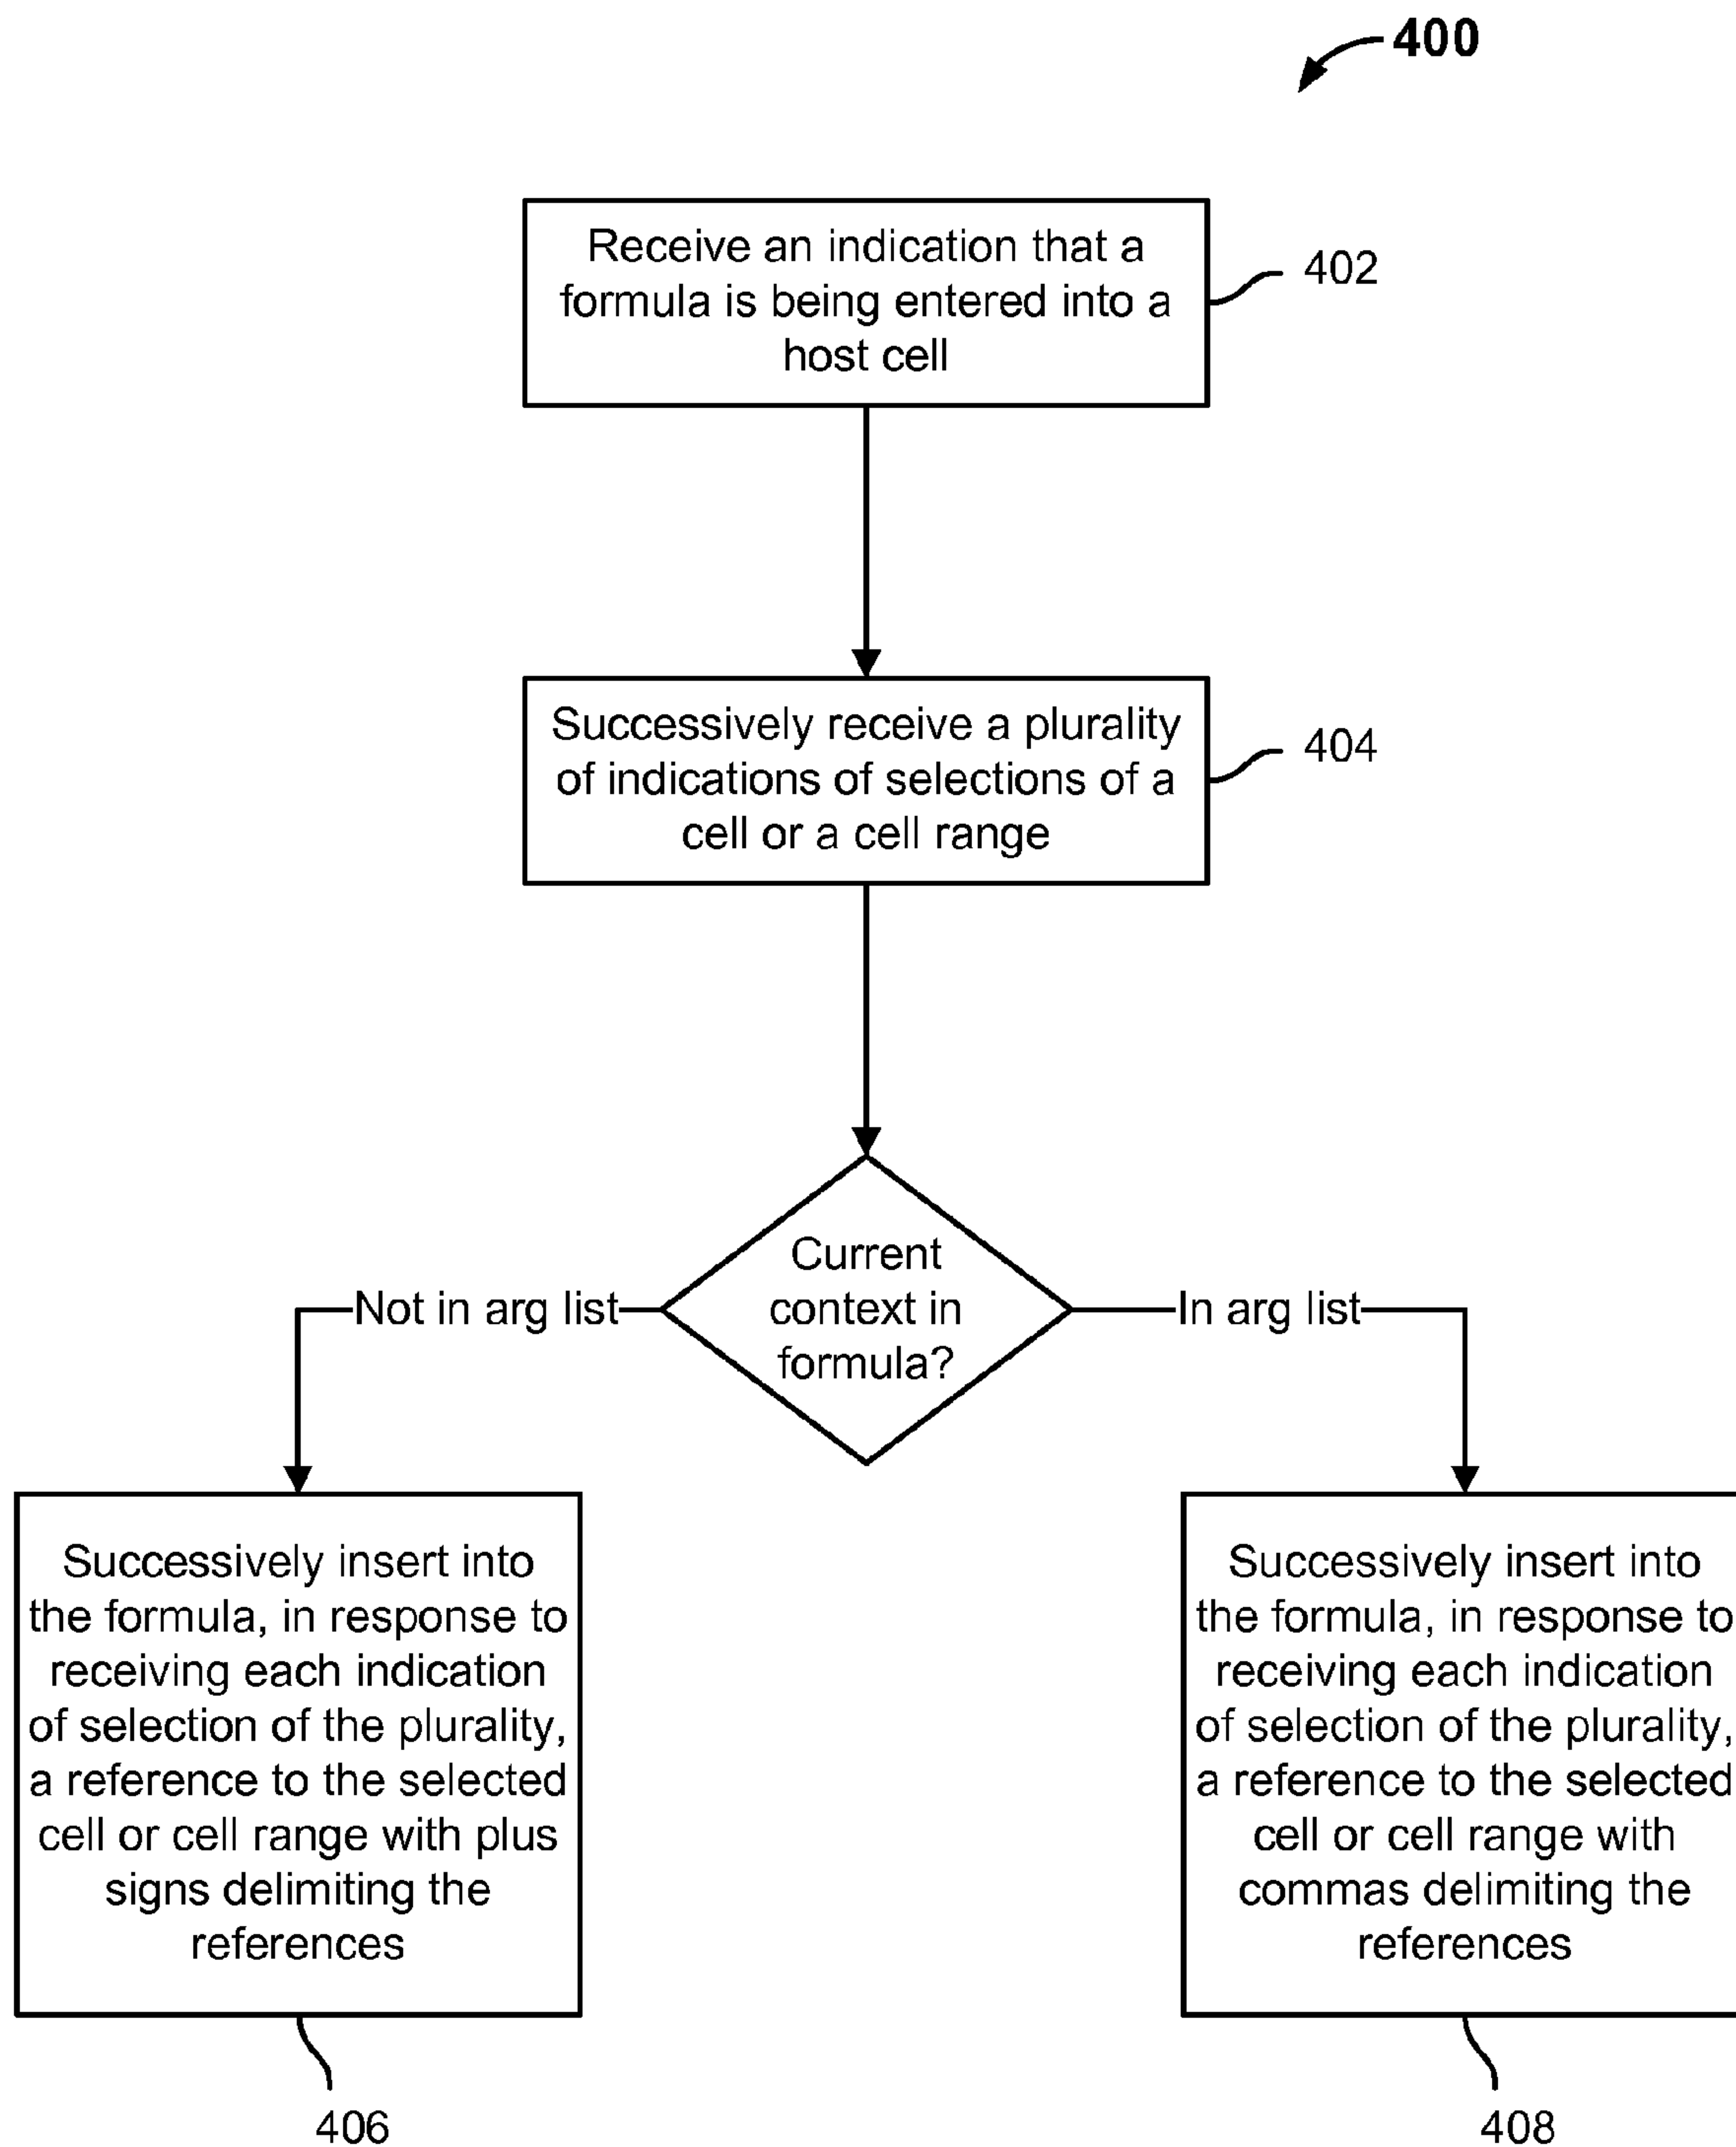 400
Receive an indication that a
formula is being entered into a
host cell
402
Successively receive a plurality
of indications of selections of a
cell or a cell range
404
Current
context in
formula?
Not in arg list
In arg list
Successively insert into
the formula, in response to
receiving each indication
of selection of the plurality,
a reference to the selected
cell or cell range with plus
signs delimiting the
references
406
Successively insert into
the formula, in response to
receiving each indication
of selection of the plurality,
a reference to the selected
cell or cell range with
commas delimiting the
references
408